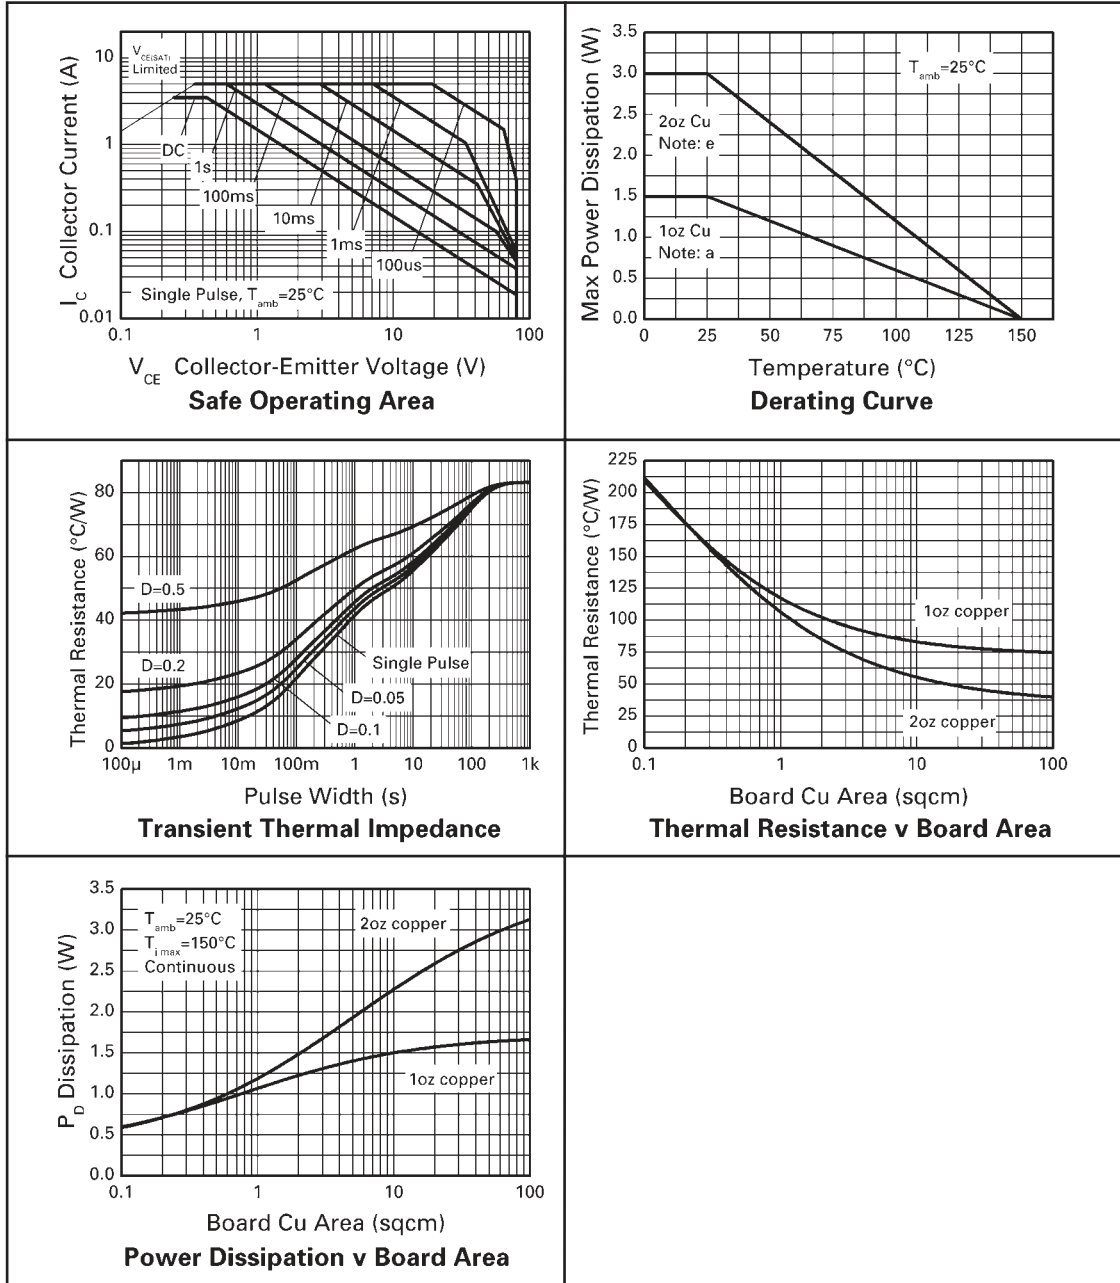 I_C Collector Current (A)
10
1
0.1
0.01
V_CE(SAT)
Limited
DC
1s
100ms
10ms
1ms
100us
Single Pulse, T_amb=25°C
0.1
1
10
100
V_CE Collector-Emitter Voltage (V)
Safe Operating Area
Max Power Dissipation (W)
3.5
3.0
2.5
2.0
1.5
1.0
0.5
0.0
T_amb=25°C
2oz Cu
Note: e
1oz Cu
Note: a
0
25
50
75
100
125
150
Temperature (°C)
Derating Curve
Thermal Resistance (°C/W)
80
60
40
20
0
D=0.5
D=0.2
Single Pulse
D=0.05
D=0.1
100µ
1m
10m
100m
1
10
100
1k
Pulse Width (s)
Transient Thermal Impedance
Thermal Resistance (°C/W)
225
200
175
150
125
100
75
50
25
0
1oz copper
2oz copper
0.1
1
10
100
Board Cu Area (sqcm)
Thermal Resistance v Board Area
P_D Dissipation (W)
3.5
3.0
2.5
2.0
1.5
1.0
0.5
0.0
T_amb=25°C
T_j max=150°C
Continuous
2oz copper
1oz copper
0.1
1
10
100
Board Cu Area (sqcm)
Power Dissipation v Board Area